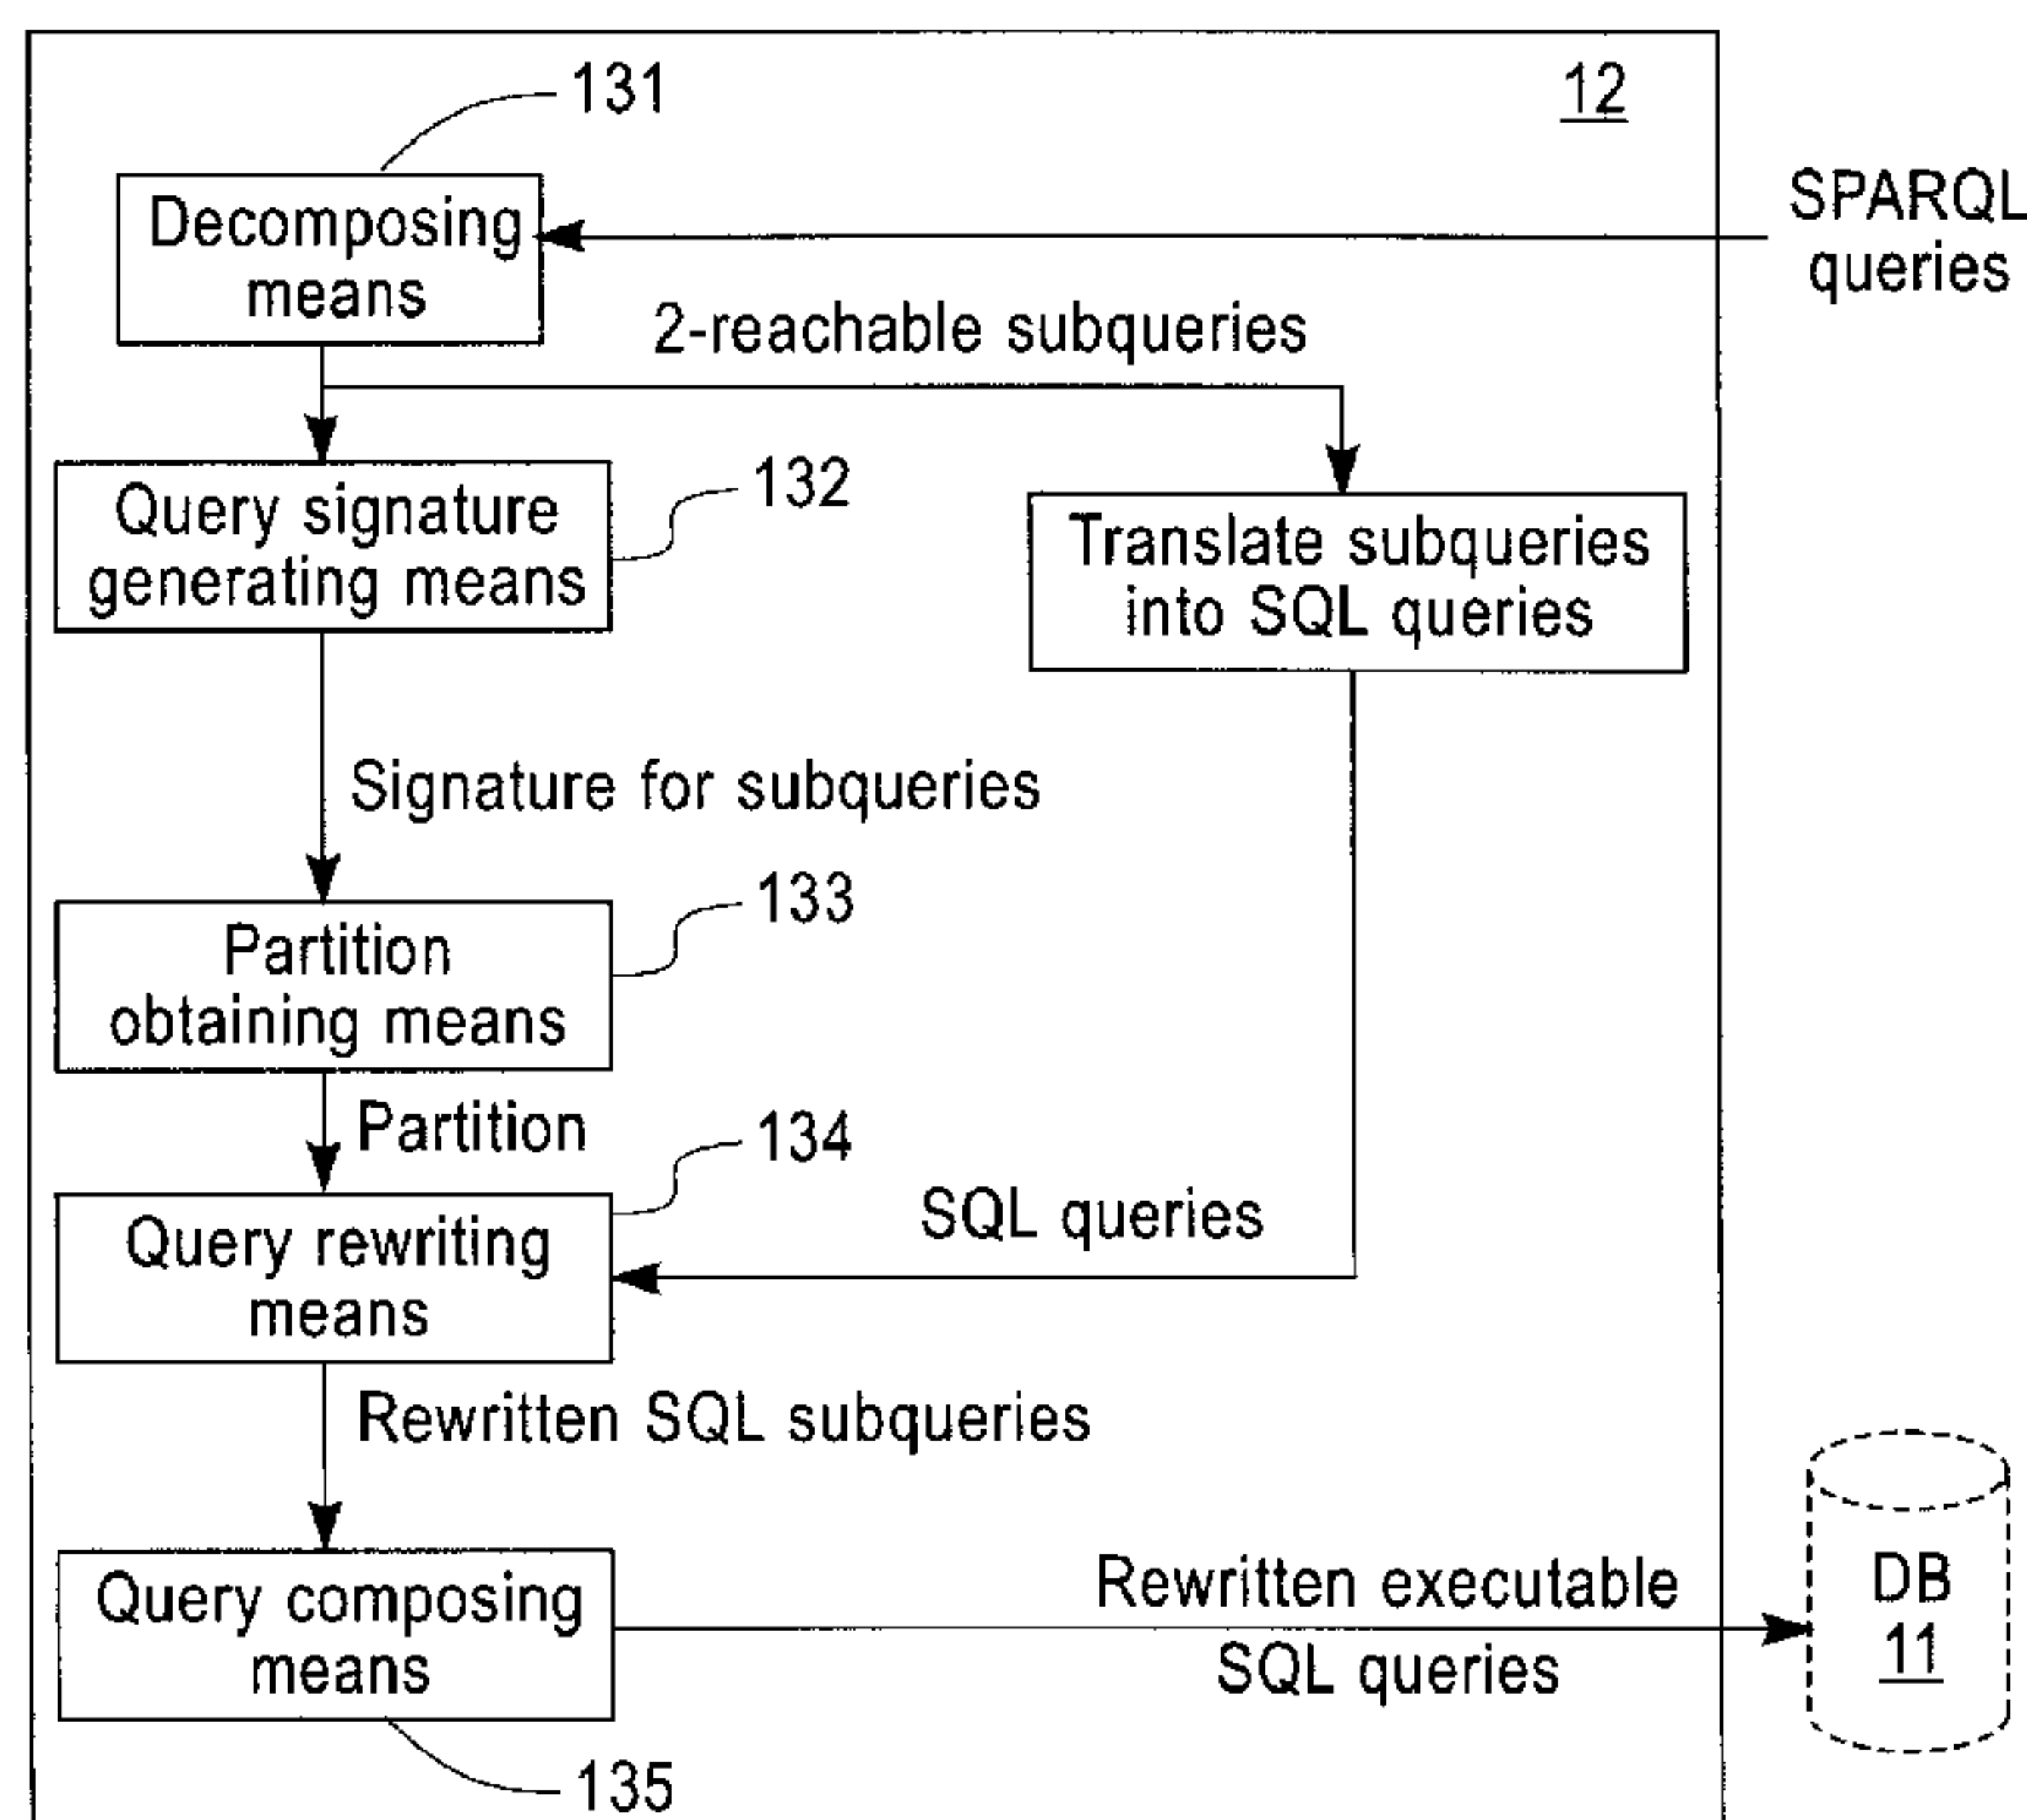 131
12
Decomposing
means
SPARQL
queries
2-reachable subqueries
Query signature
generating means
132
Translate subqueries
into SQL queries
Signature for subqueries
133
Partition
obtaining means
Partition
134
Query rewriting
means
SQL queries
Rewritten SQL subqueries
Query composing
means
Rewritten executable
SQL queries
DB
11
135